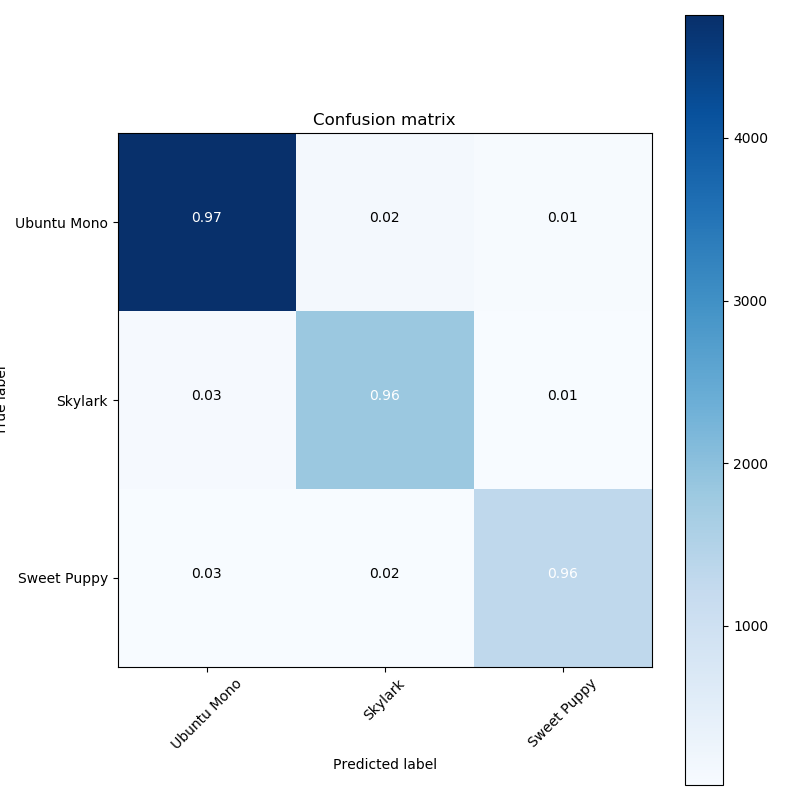 Confusion matrix
Ubuntu Mono 0.97 0.02 0.01
Skylark 0.03 0.96 0.01
Sweet Puppy 0.03 0.02 0.96
Ubuntu Mono Skylark Sweet Puppy
Predicted label
True label
4000
3000
2000
1000